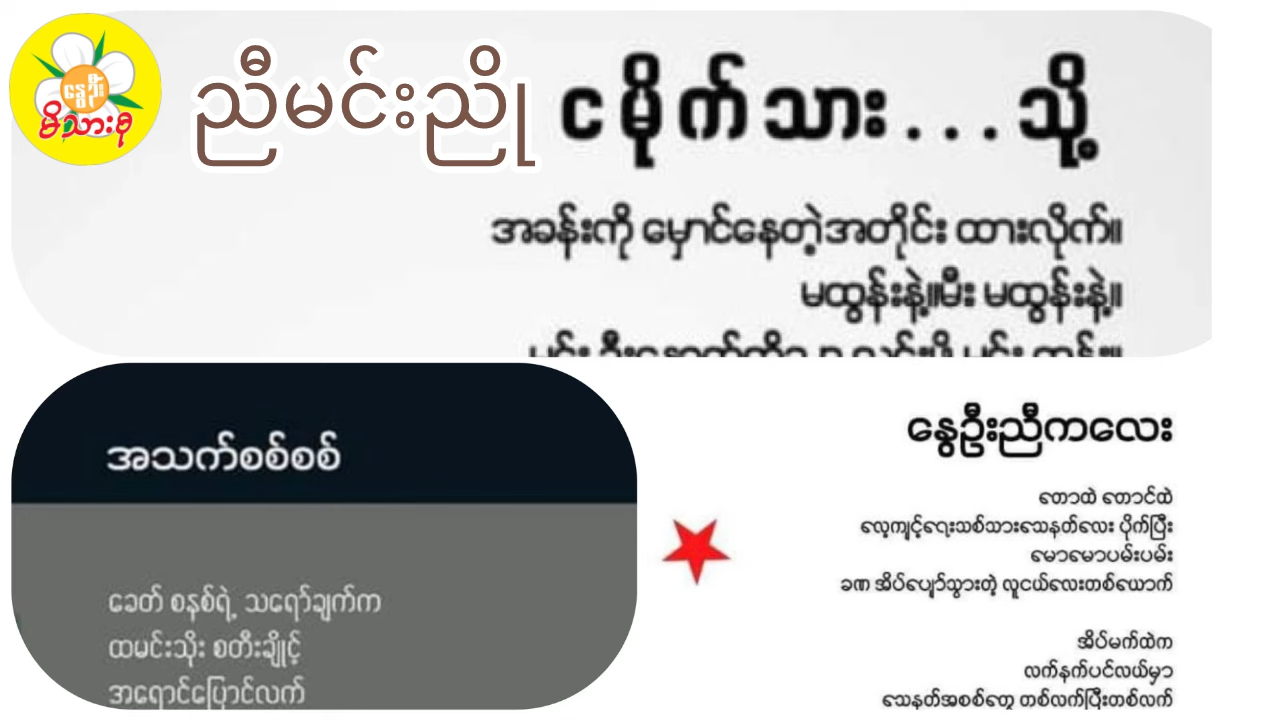 နွေဦး
မိသားစု
ညီမင်းညို
ငမိုက်သား...သို့
အခန်းကို မှောင်နေတဲ့အတိုင်း ထားလိုက်။
မထွန်းနဲ့။မီး မထွန်းနဲ့။
အသက်စစ်စစ်
ခေတ် စနစ်ရဲ့ သရော်ချက်က
ထမင်းသိုး စတီးချိုင့်
အရောင်ပြောင်လက်
နွေဦးညီကလေး
တောထဲ တောင်ထဲ
လေ့ကျင့်ရေးသစ်သားသေနတ်လေး ပိုက်ပြီး
မောမောပမ်းပမ်း
ခဏ အိပ်ပျော်သွားတဲ့ လူငယ်လေးတစ်ယောက်
အိပ်မက်ထဲက
လက်နက်ပင်လယ်မှာ
သေနတ်အစစ်တွေ တစ်လက်ပြီးတစ်လက်